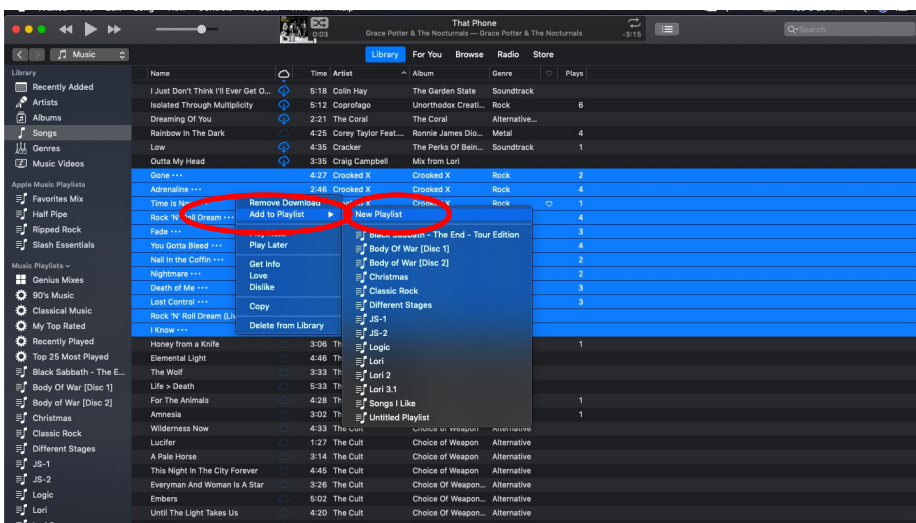 That Phone
0:03
Grace Potter & The Nocturnals — Grace Potter & The Nocturnals
-3:15
Search
Music
Library For You Browse Radio Store
Library
Recently Added
Artists
Albums
Songs
Genres
Music Videos
Apple Music Playlists
Favorites Mix
Half Pipe
Ripped Rock
Slash Essentials
Music Playlists
Genius Mixes
90's Music
Classical Music
My Top Rated
Recently Played
Top 25 Most Played
Black Sabbath - The E...
Body Of War [Disc 1]
Body of War [Disc 2]
Christmas
Classic Rock
Different Stages
JS-1
JS-2
Logic
Lori
Name Time Artist Album Genre Plays
I Just Don't Think I'll Ever Get O... 5:18 Colin Hay The Garden State Soundtrack
Isolated Through Multiplicity 5:12 Coprofago Unorthodox Creati... Rock 6
Dreaming Of You 2:21 The Coral The Coral Alternative...
Rainbow In The Dark 4:25 Corey Taylor Feat.... Ronnie James Dio... Metal 4
Low 4:35 Cracker The Perks Of Bein... Soundtrack 1
Outta My Head 3:35 Craig Campbell Mix from Lori
Gone ••• 4:27 Crooked X Crooked X Rock 2
Adrenaline ••• 2:46 Crooked X Crooked X Rock 4
Time Is Crooked X Rock 1
Rock 'N' Roll Dream ••• 4
Fade ••• 3
You Gotta Bleed ••• 4
Nail In the Coffin ••• 2
Nightmare ••• 2
Death of Me ••• 3
Lost Control ••• 3
Rock 'N' Roll Dream (Liv
I Know •••
Honey from a Knife 3:06 1
Elemental Light 4:46
The Wolf 3:33
Life > Death 5:33
For The Animals 4:28 1
Amnesia 3:02 1
Wilderness Now 4:33 The Cult Choice of Weapon Alternative
Lucifer 1:27 The Cult Choice of Weapon Alternative
A Pale Horse 3:14 The Cult Choice of Weapon Alternative
This Night In The City Forever 4:45 The Cult Choice of Weapon Alternative
Everyman And Woman Is A Star 3:26 The Cult Choice Of Weapon... Alternative
Embers 5:02 The Cult Choice Of Weapon... Alternative
Until The Light Takes Us 4:20 The Cult Choice Of Weapon... Alternative
Remove Download
Add to Playlist
Play Later
Get Info
Love
Dislike
Copy
Delete from Library
New Playlist
Black Sabbath - The End - Tour Edition
Body Of War [Disc 1]
Body of War [Disc 2]
Christmas
Classic Rock
Different Stages
JS-1
JS-2
Logic
Lori
Lori 2
Lori 3.1
Songs I Like
Untitled Playlist